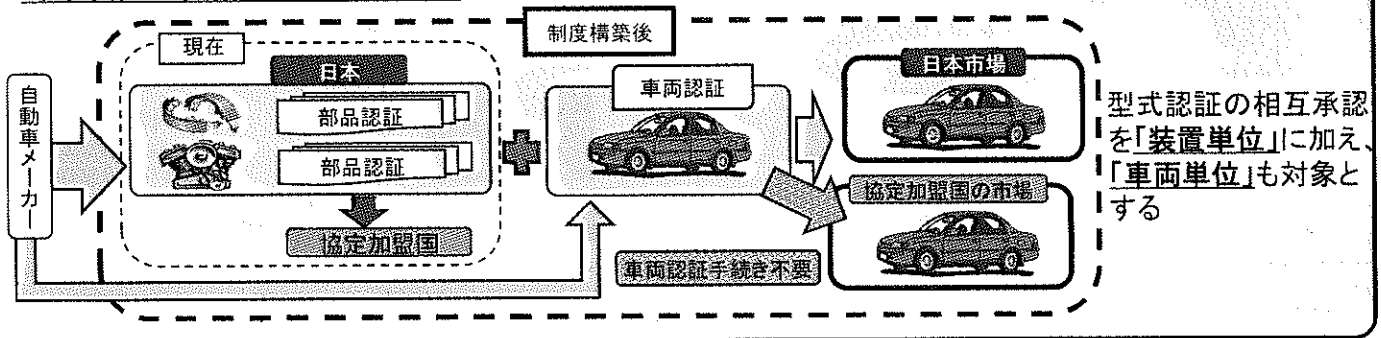 制度構築後
現在
日本
部品認証
部品認証
協定加盟国
自動車メーカー
車両認証
車両認証手続き不要
日本市場
協定加盟国の市場
型式認証の相互承認
を「装置単位」に加え、
「車両単位」も対象と
する